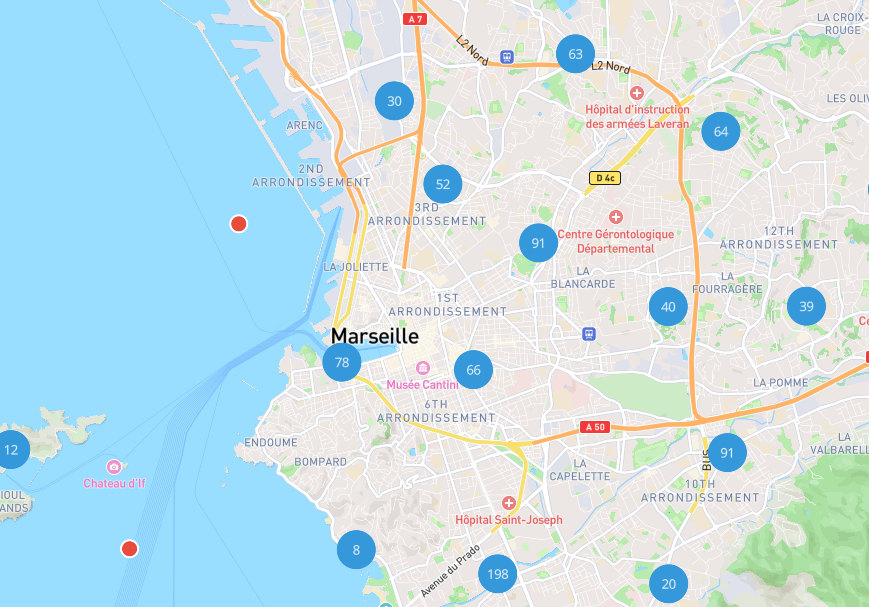 A 7
LA CROIX-
ROUGE
L2 Nord
63
L2 Nord
30
Hôpital d'instruction
des armées Laveran
LES OLIV
ARENC
64
2ND
ARRONDISSEMENT
D 4c
52
3RD
ARRONDISSEMENT
Centre Gérontologique
Départemental
91
12TH
ARRONDISSEMENT
LA JOLIETTE
LA
BLANCARDE
LA
FOURRAGÈRE
1ST
ARRONDISSEMENT
40
39
Ce
Marseille
78
66
Musée Cantini
LA POMME
6TH
ARRONDISSEMENT
A 50
ENDOUME
12
BOMPARD
91
BUS
LA
VALBARELL
Chateau d'If
LA
CAPELETTE
10TH
ARRONDISSEMENT
IOUL
ANDS
Hôpital Saint-Joseph
8
Avenue du Prado
198
20